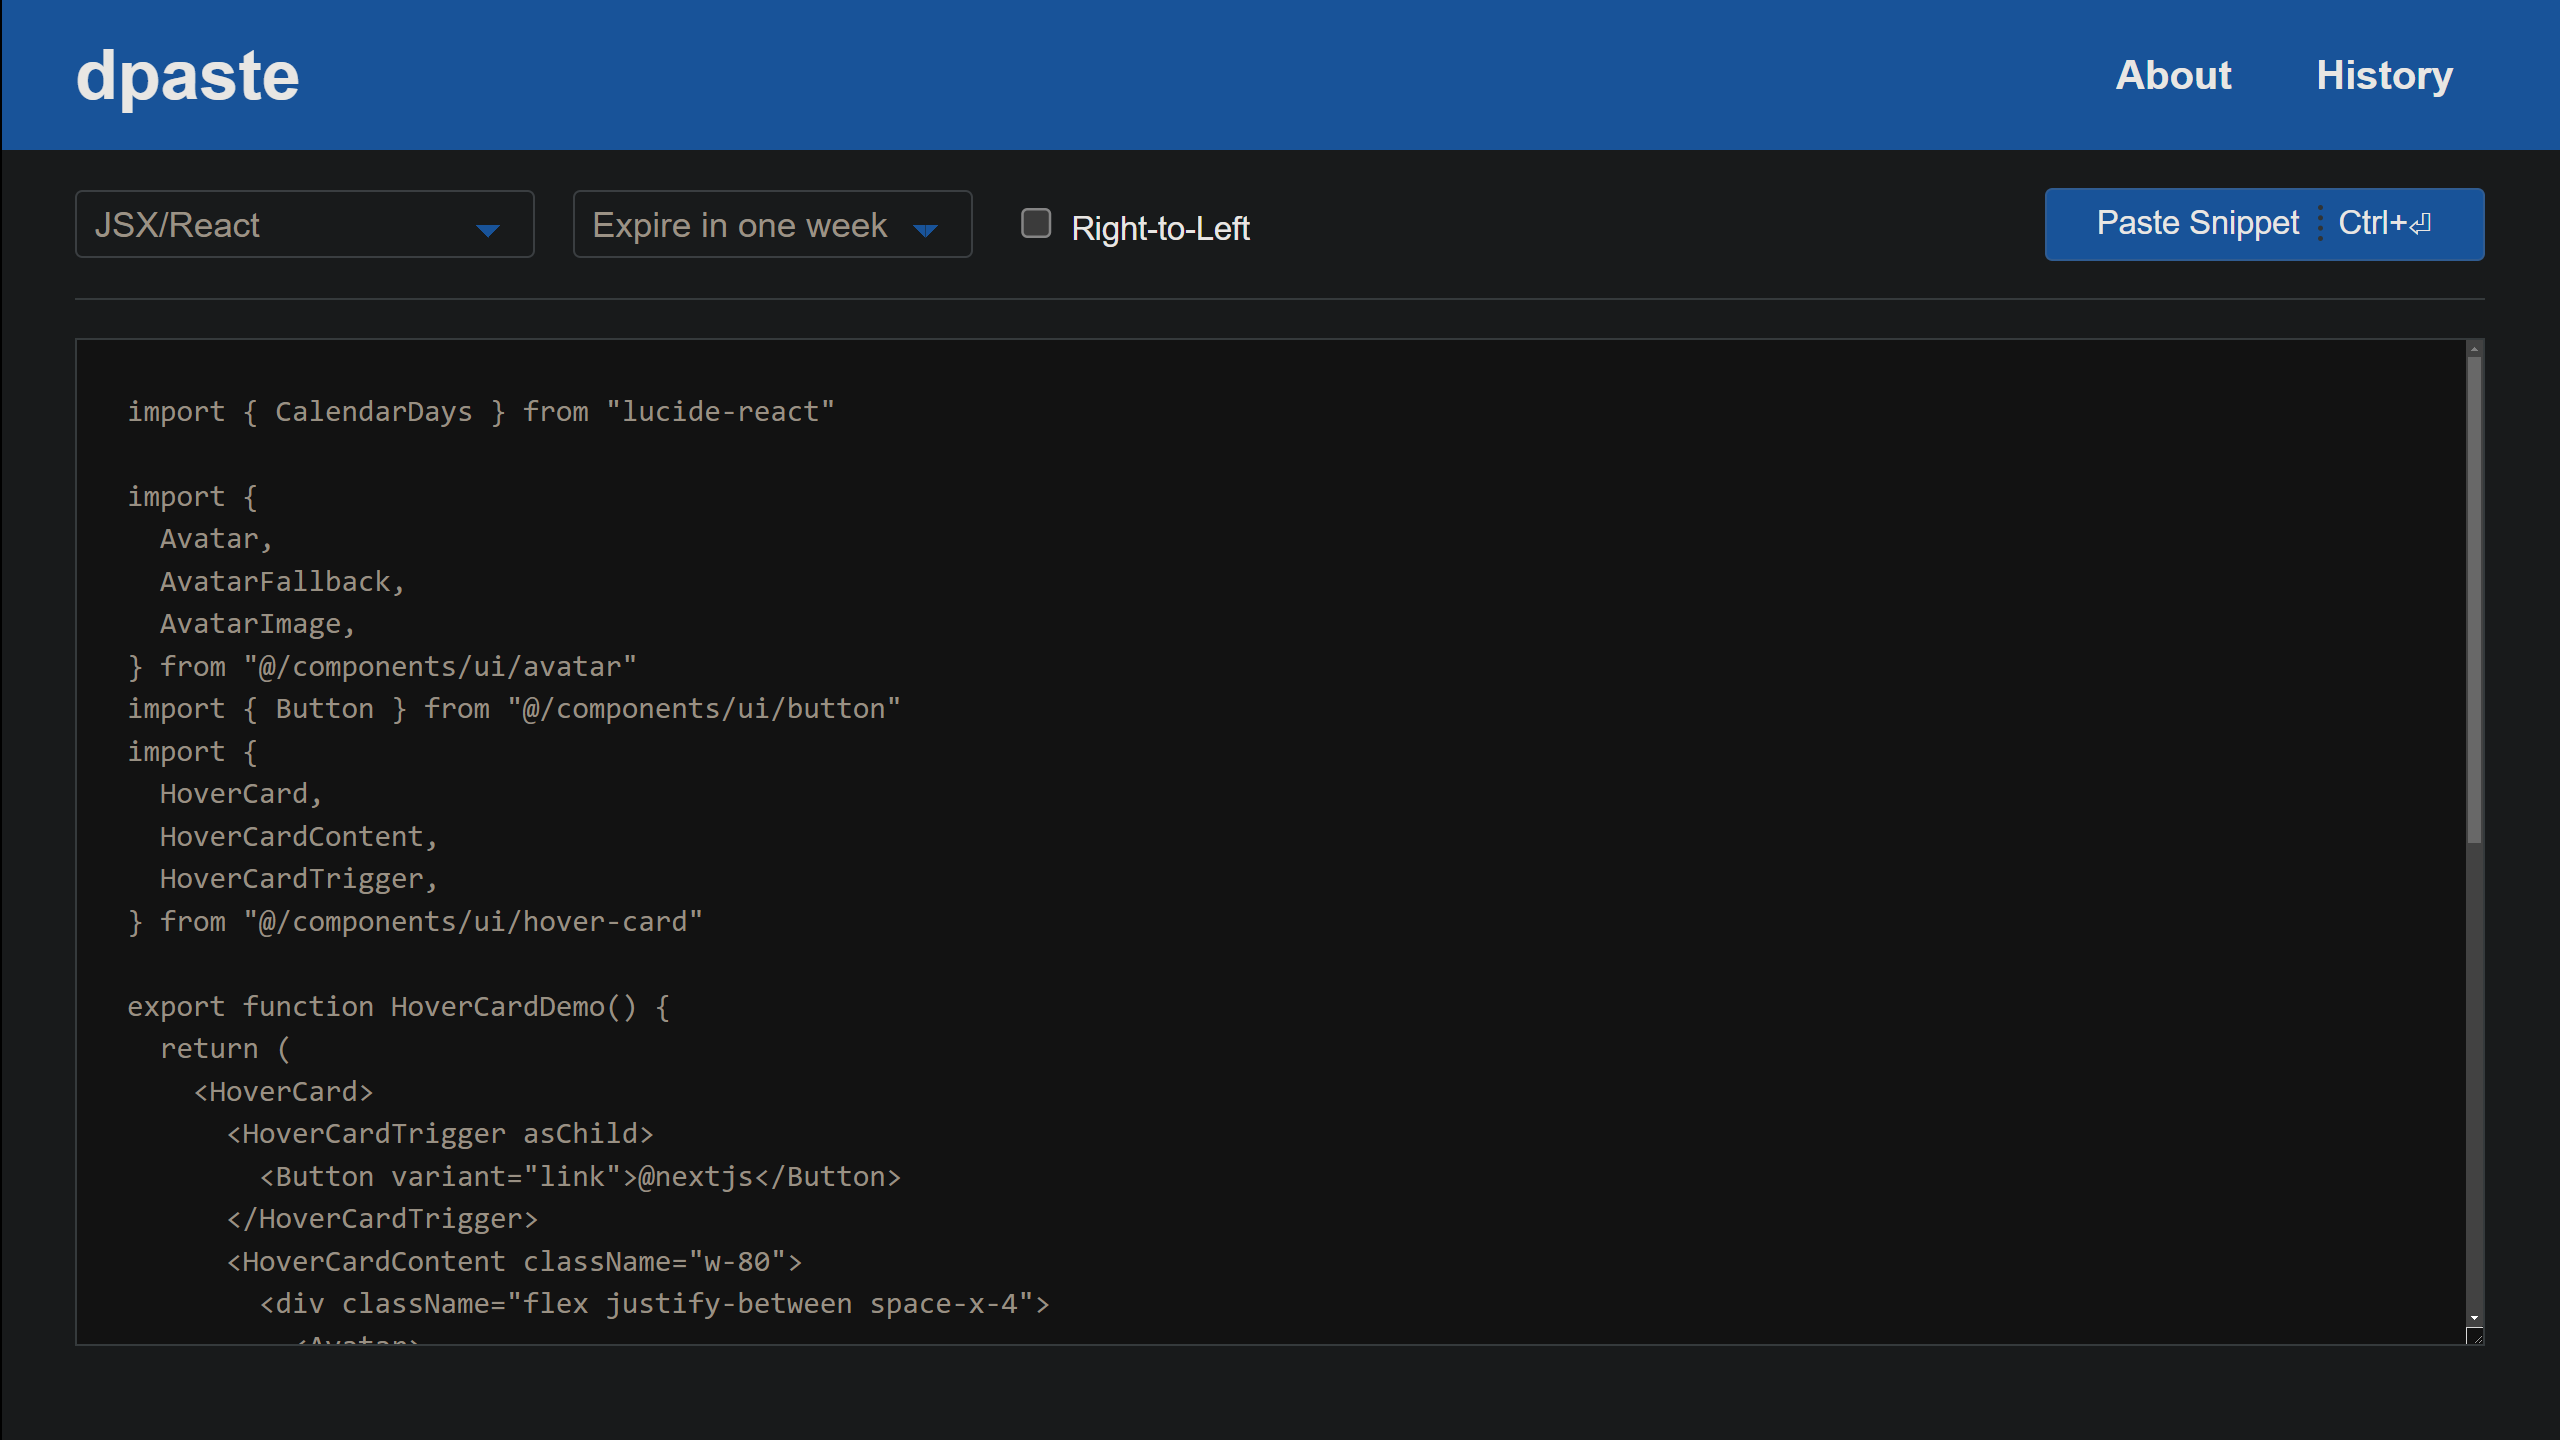 dpaste
About
History
JSX/React
Expire in one week
Right-to-Left
Paste Snippet ⋮ Ctrl+⏎
import { CalendarDays } from "lucide-react"

import {
  Avatar,
  AvatarFallback,
  AvatarImage,
} from "@/components/ui/avatar"
import { Button } from "@/components/ui/button"
import {
  HoverCard,
  HoverCardContent,
  HoverCardTrigger,
} from "@/components/ui/hover-card"

export function HoverCardDemo() {
  return (
    <HoverCard>
      <HoverCardTrigger asChild>
        <Button variant="link">@nextjs</Button>
      </HoverCardTrigger>
      <HoverCardContent className="w-80">
        <div className="flex justify-between space-x-4">
          <Avatar>